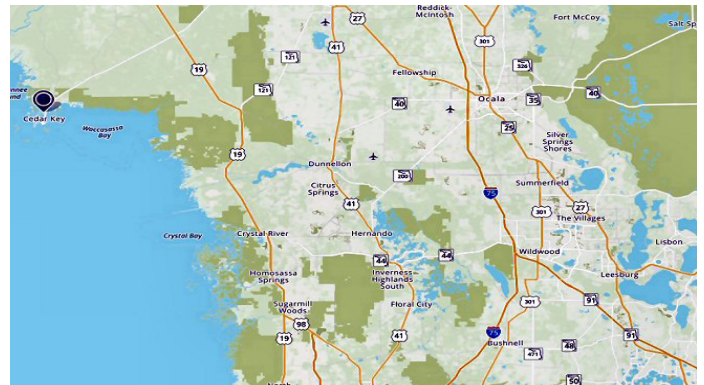 Reddick-
McIntosh
27
Fort McCoy
Salt Sp
41
301
19
121
326
Fellowship
121
40
Ocala
35
40
Cedar Key
25
Waccasassa
Bay
Silver
Springs
Shores
19
Dunnellon
200
Summerfield
Citrus
Springs
75
41
301
27
The Villages
Crystal Bay
Crystal River
Hernando
Lisbon
44
44
Wildwood
Homosassa
Springs
Inverness
Highlands
South
Leesburg
Sugarmill
Woods
Floral City
301
91
98
19
41
75
91
Bushnell
48
471
50